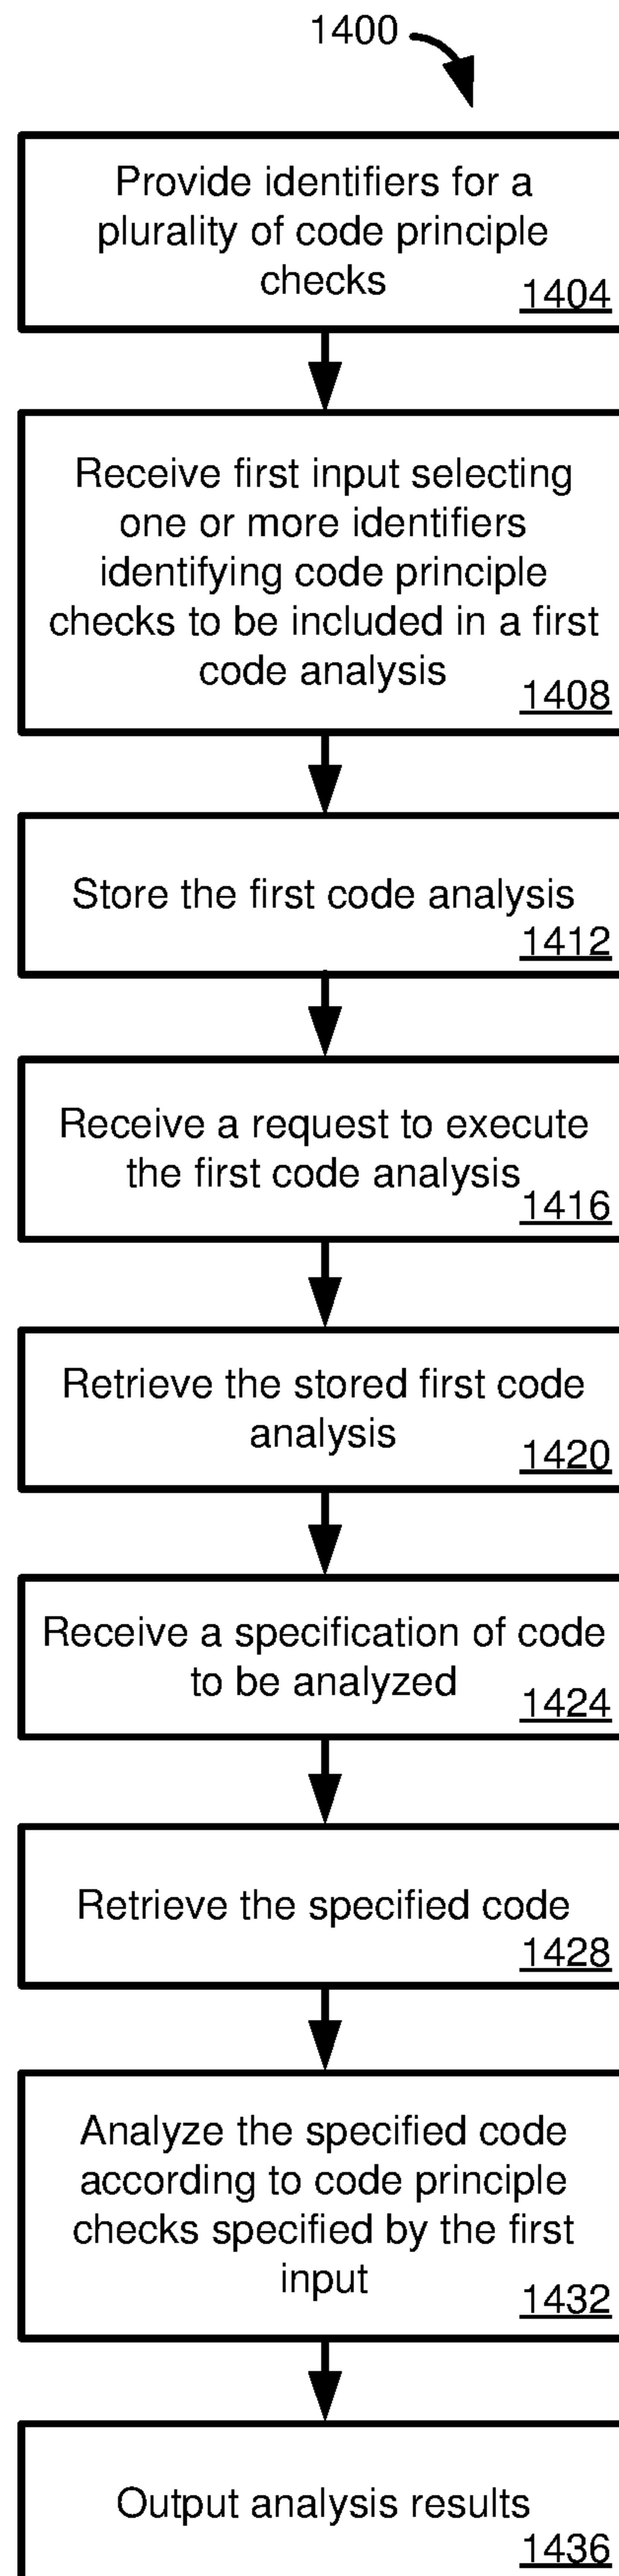 1400
Provide identifiers for a
plurality of code principle
checks
1404
Receive first input selecting
one or more identifiers
identifying code principle
checks to be included in a first
code analysis
1408
Store the first code analysis
1412
Receive a request to execute
the first code analysis
1416
Retrieve the stored first code
analysis
1420
Receive a specification of code
to be analyzed
1424
Retrieve the specified code
1428
Analyze the specified code
according to code principle
checks specified by the first
input
1432
Output analysis results
1436